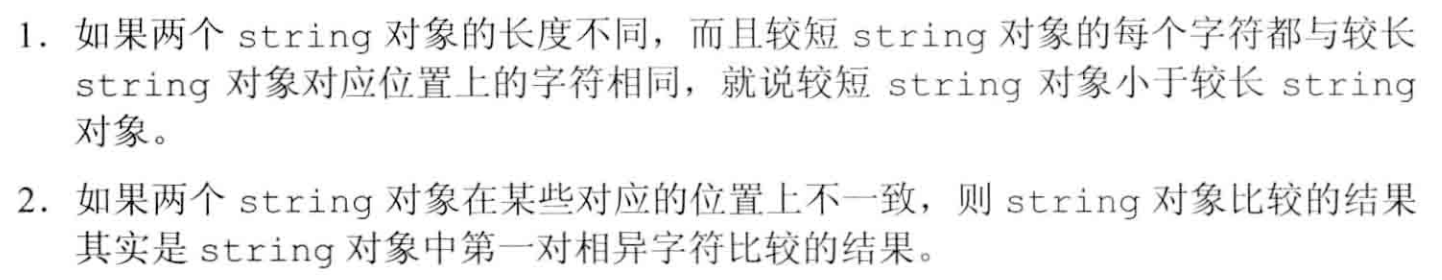 1. 如果两个 string 对象的长度不同，而且较短 string 对象的每个字符都与较长
string 对象对应位置上的字符相同，就说较短 string 对象小于较长 string
对象。
2. 如果两个 string 对象在某些对应的位置上不一致，则 string 对象比较的结果
其实是 string 对象中第一对相异字符比较的结果。